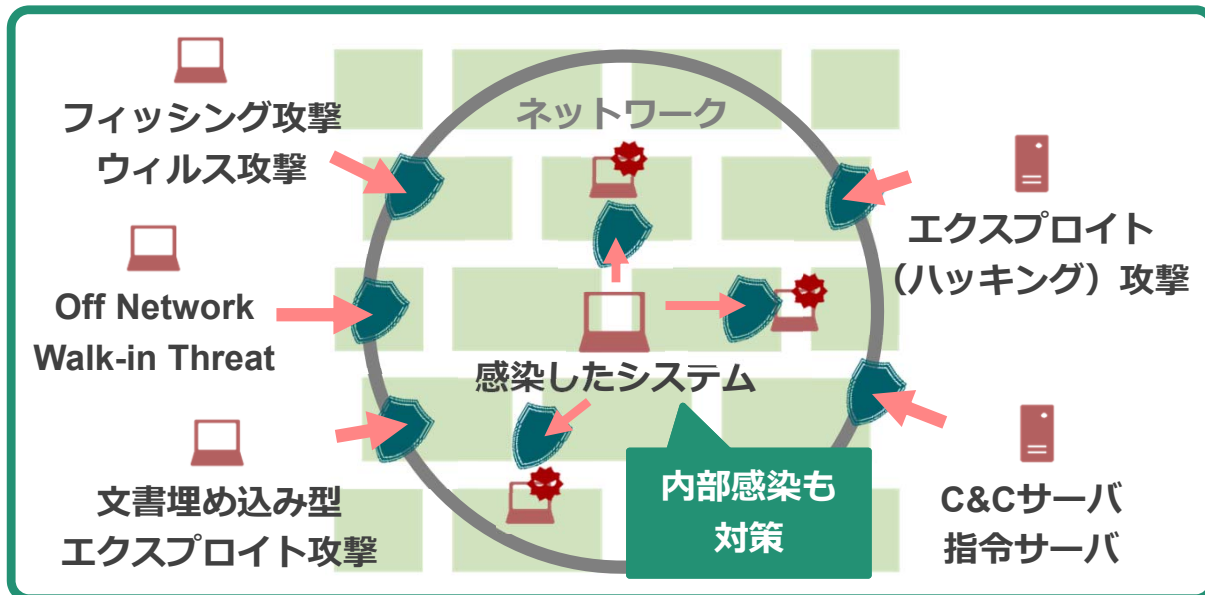 フィッシング攻撃
ウィルス攻撃
Off Network
Walk-in Threat
文書埋め込み型
エクスプロイト攻撃
ネットワーク
感染したシステム
内部感染も
対策
エクスプロイト
（ハッキング）攻撃
C&Cサーバ
指令サーバ